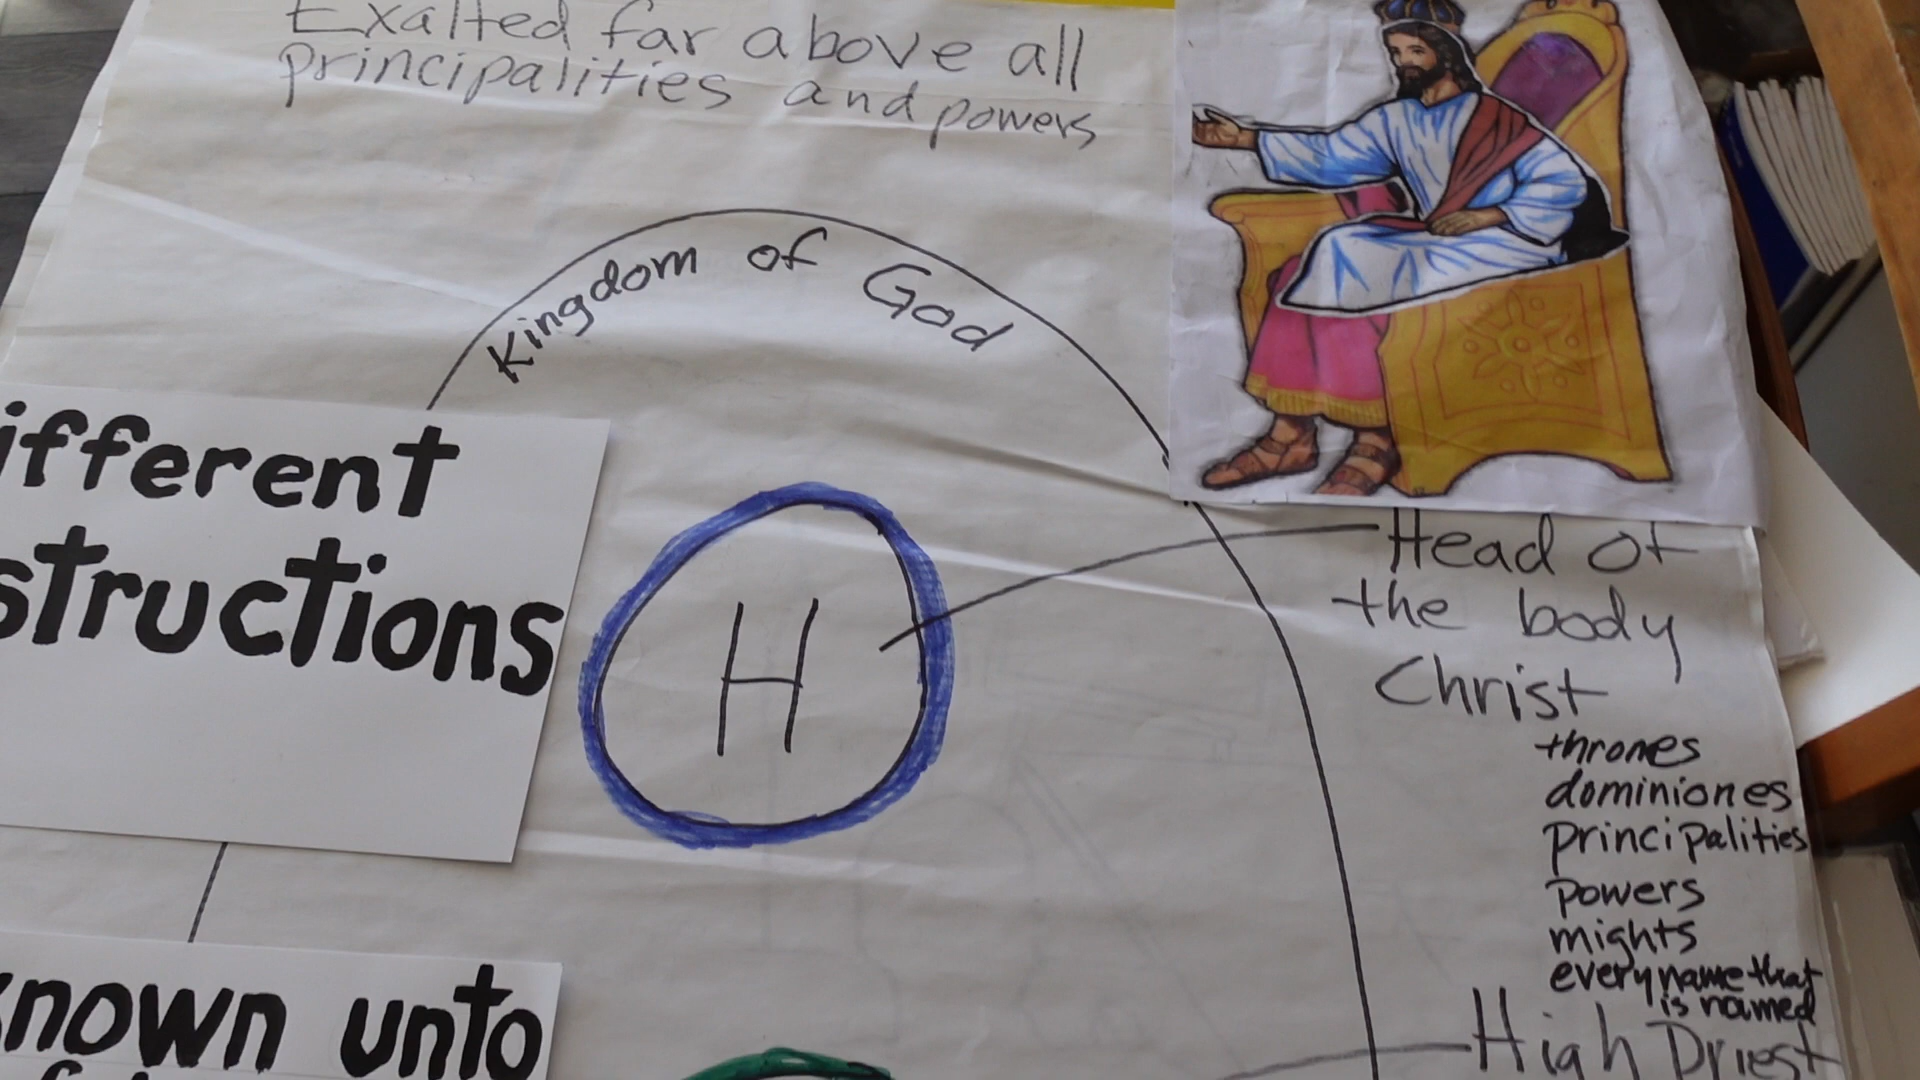 Exalted far above all
principalities and powers
Kingdom of God
ifferent
structions
H
Head of
the body
Christ
thrones
dominiones
principalities
powers
mights
every name that
is named
High Priest
known unto